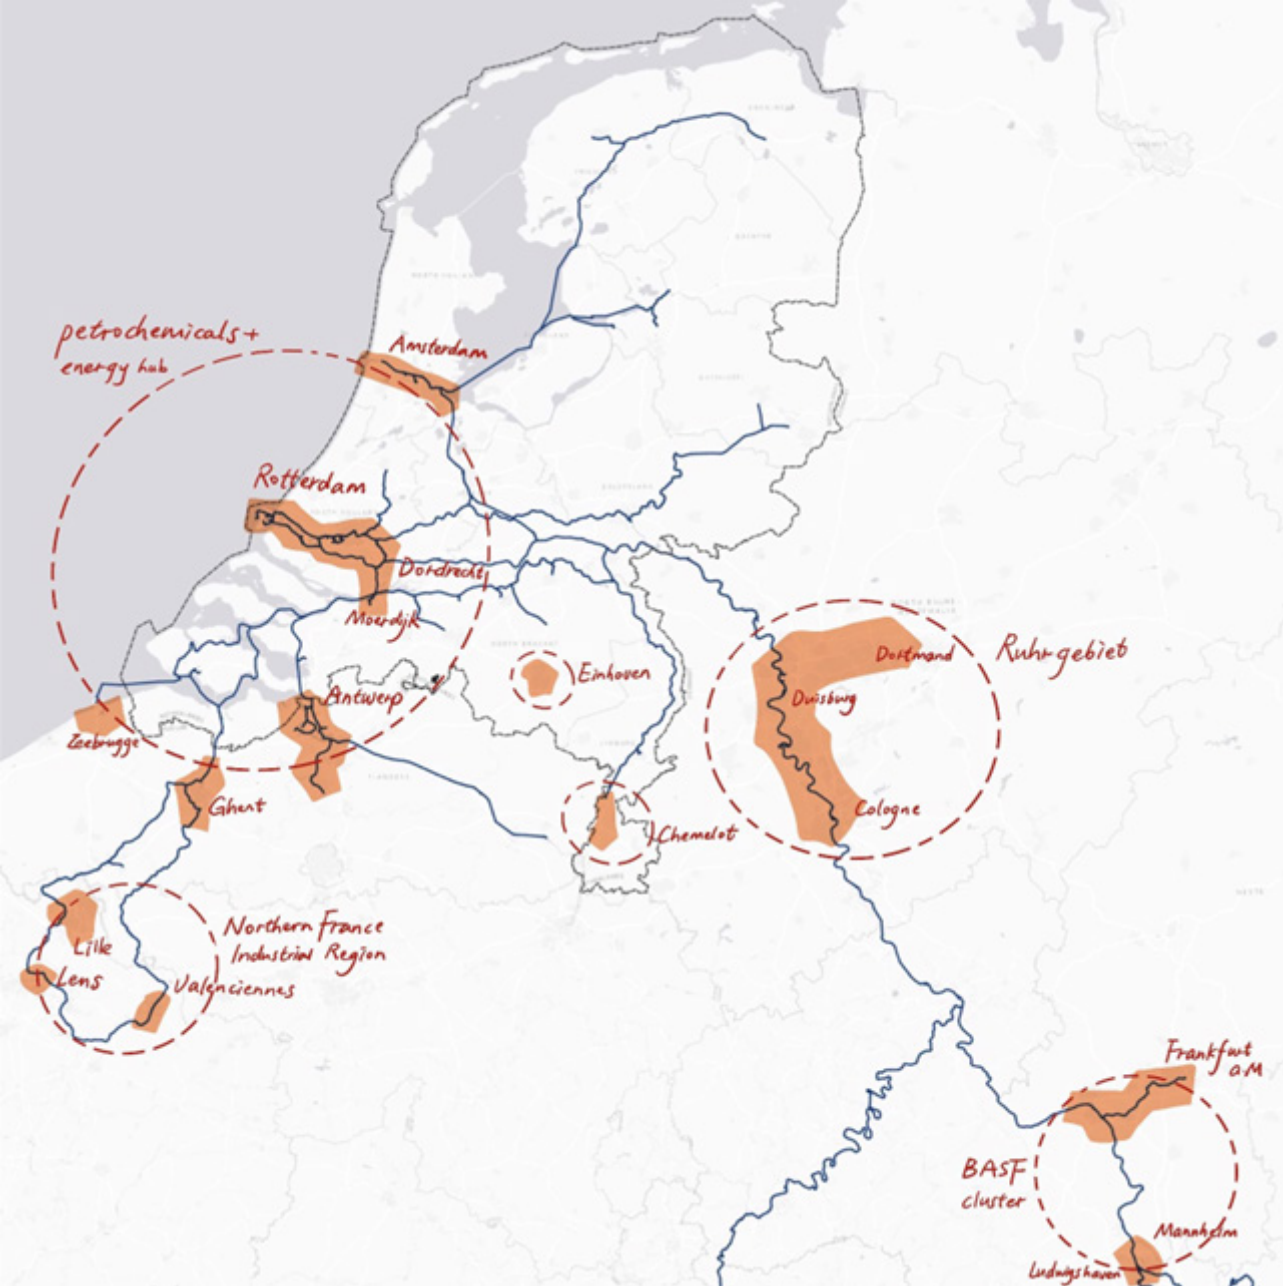 petrochemicals +
energy hub
Amsterdam
Rotterdam
Dordrecht
Moerdijk
Einhoven
Antwerp
Zeebrugge
Ghent
Chemelot
Ruhrgebiet
Dortmund
Duisburg
Cologne
Northern France
Industrial Region
Lille
Lens
Valenciennes
Frankfurt
a M
BASF
cluster
Mannheim
Ludwigshaven